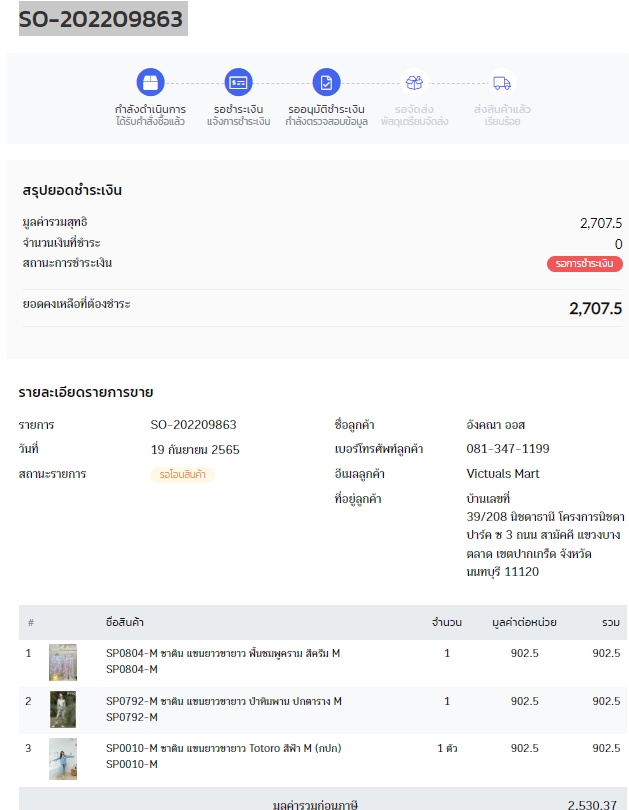 SO-202209863
กำลังดำเนินการ รอชำระเงิน รออนุมัติชำระเงิน รอจัดส่ง ส่งสินค้าแล้ว
ได้รับคำสั่งซื้อแล้ว แจ้งการชำระเงิน กำลังตรวจสอบข้อมูล พัสดุเตรียมจัดส่ง เรียบร้อย
สรุปยอดชำระเงิน
มูลค่ารวมสุทธิ 2,707.5
จำนวนเงินที่ชำระ 0
สถานะการชำระเงิน รอการชำระเงิน
ยอดคงเหลือที่ต้องชำระ 2,707.5
รายละเอียดรายการขาย
รายการ SO-202209863 ชื่อลูกค้า อังคณา ออส
วันที่ 19 กันยายน 2565 เบอร์โทรศัพท์ลูกค้า 081-347-1199
สถานะรายการ รอโอนสินค้า อีเมลลูกค้า Victuals Mart
ที่อยู่ลูกค้า บ้านเลขที่
39/208 นิชดาธานี โครงการนิชดา
ปาร์ค ซ 3 ถนน สามัคคี แขวงบาง
ตลาด เขตปากเกร็ด จังหวัด
นนทบุรี 11120
# ชื่อสินค้า จำนวน มูลค่าต่อหน่วย รวม
1 SP0804-M ซาติน แขนยาวขายาว พื้นชมพูคราม สีครีม M 1 902.5 902.5
SP0804-M
2 SP0792-M ซาติน แขนยาวขายาว ป่าหิมพาน ปกตาราง M 1 902.5 902.5
SP0792-M
3 SP0010-M ซาติน แขนยาวขายาว Totoro สีฟ้า M (กปก) 1 ตัว 902.5 902.5
SP0010-M
มูลค่ารวมก่อนภาษี 2,530.37